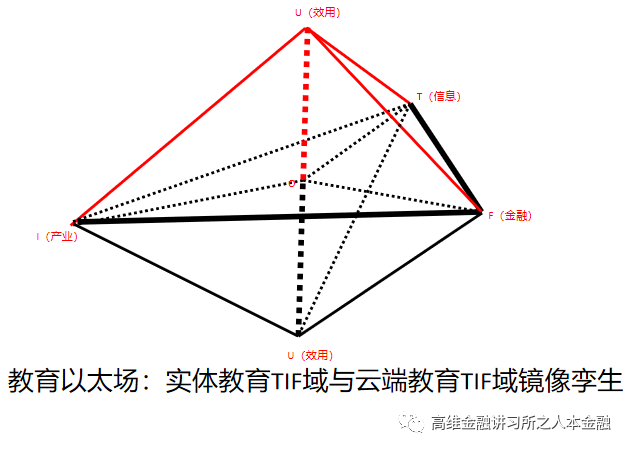 U（效用）
T（信息）
O
F（金融）
I（产业）
U（效用）
教育以太场：实体教育TIF域与云端教育TIF域镜像孪生
高维金融讲习所之人本金融